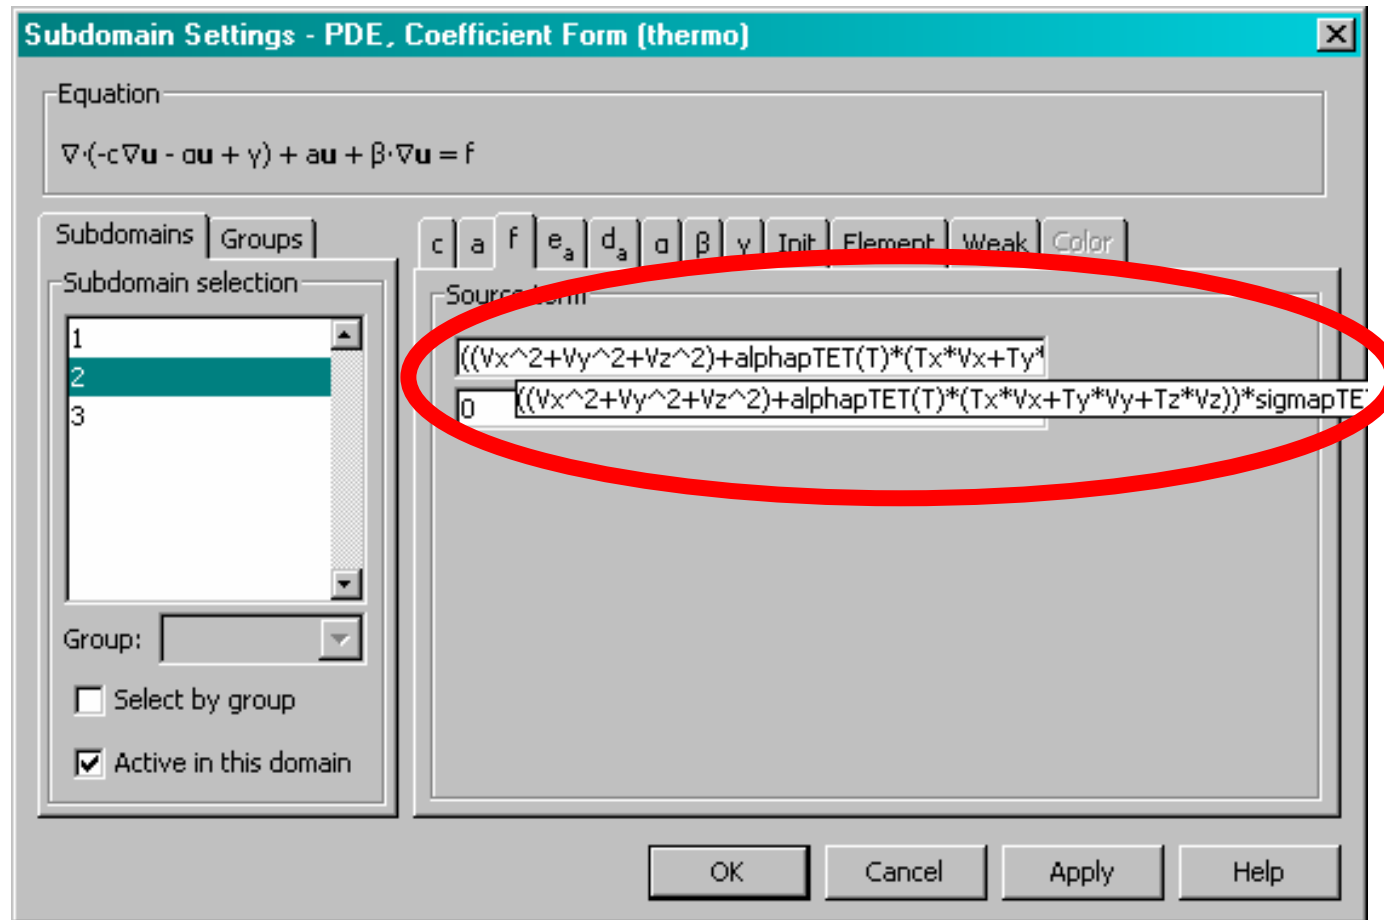 Subdomain Settings - PDE, Coefficient Form (thermo)
Equation
∇·(-c∇u - αu + γ) + au + β·∇u = f
Subdomains Groups
c a f eₐ dₐ α β γ Init Element Weak Color
Subdomain selection
Source term
1
2
3
((Vx^2+Vy^2+Vz^2)+alphapTET(T)*(Tx*Vx+Ty*
0
((Vx^2+Vy^2+Vz^2)+alphapTET(T)*(Tx*Vx+Ty*Vy+Tz*Vz))*sigmapTE
Group:
Select by group
Active in this domain
OK Cancel Apply Help